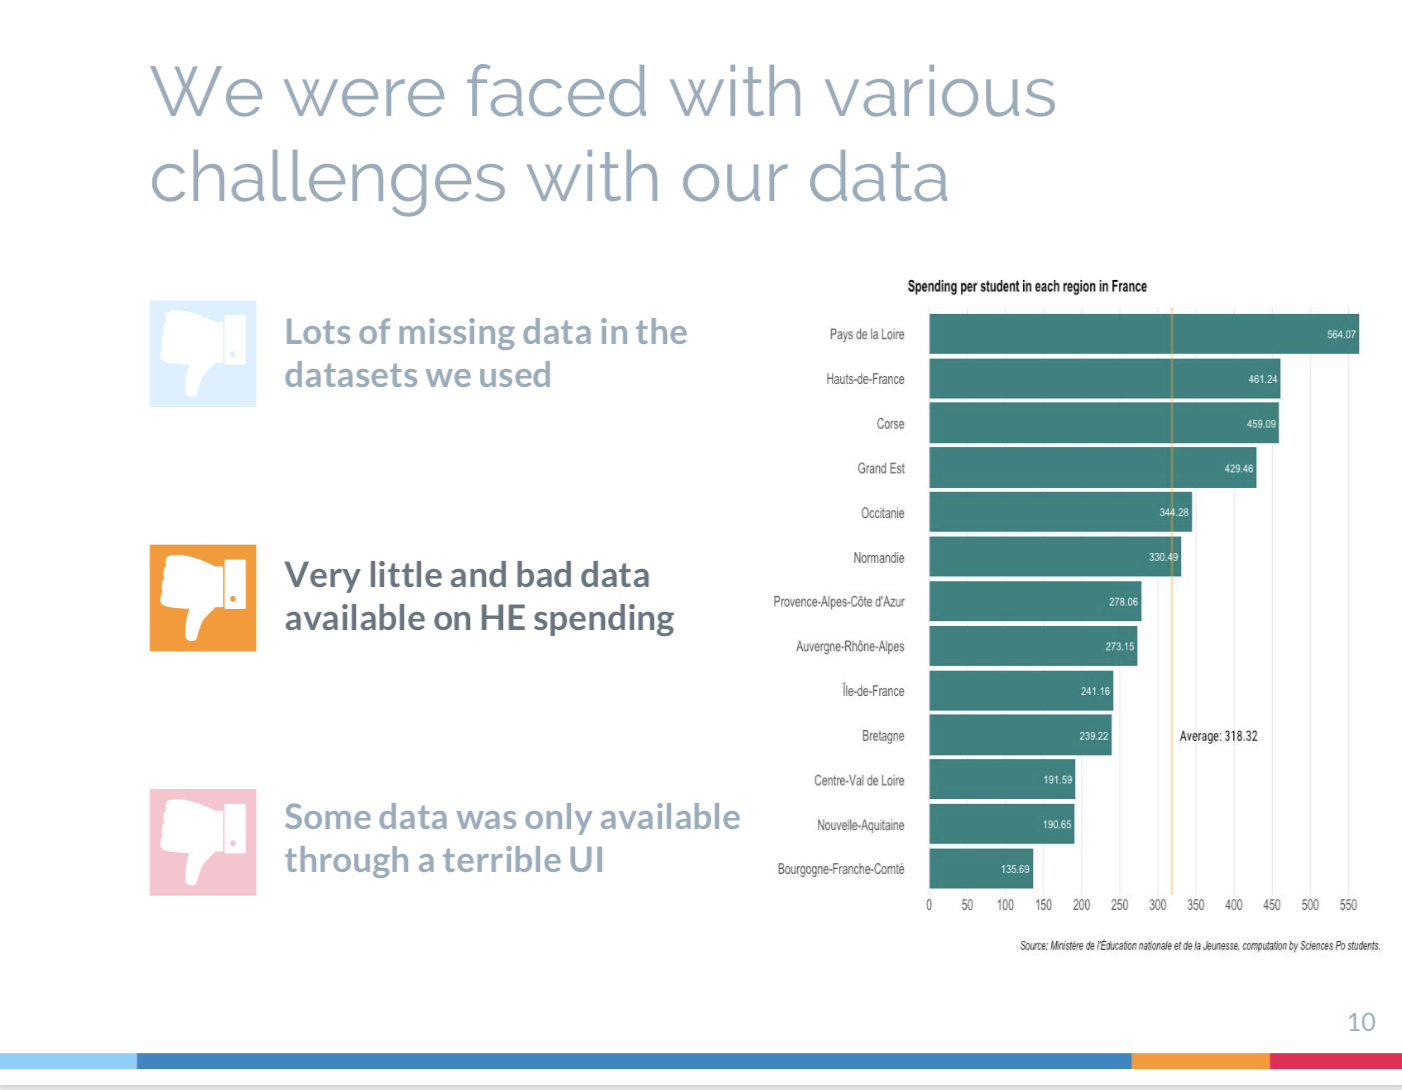 We were faced with various
challenges with our data
Lots of missing data in the
datasets we used
Very little and bad data
available on HE spending
Some data was only available
through a terrible UI
Spending per student in each region in France
Pays de la Loire 564.07
Hauts-de-France 461.24
Corse 459.09
Grand Est 429.46
Occitanie 344.28
Normandie 330.49
Provence-Alpes-Côte d'Azur 278.06
Auvergne-Rhône-Alpes 273.15
Île-de-France 241.16
Bretagne 239.22 Average: 318.32
Centre-Val de Loire 191.59
Nouvelle-Aquitaine 190.65
Bourgogne-Franche-Comté 135.69
0 50 100 150 200 250 300 350 400 450 500 550
Source: Ministère de l'Éducation nationale et de la Jeunesse, computation by Sciences Po students.
10